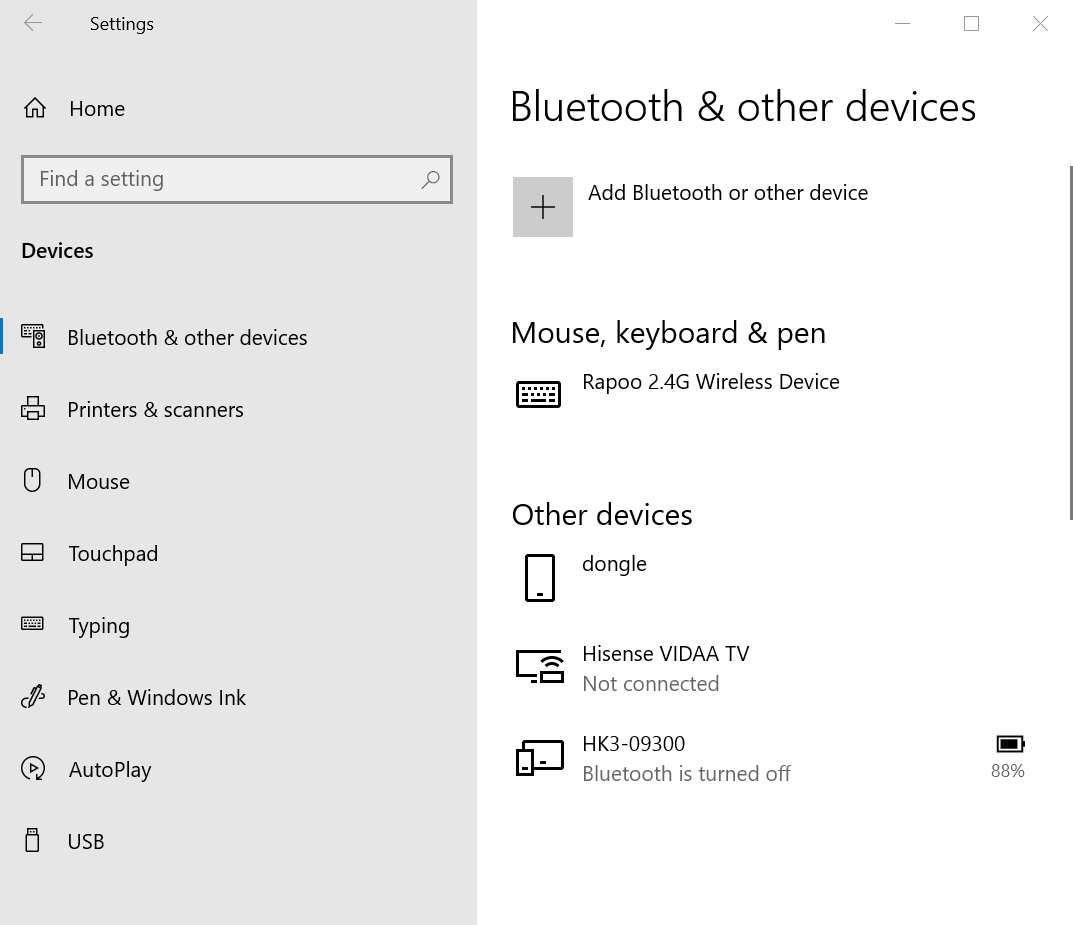 Settings
Home
Find a setting
Devices
Bluetooth & other devices
Printers & scanners
Mouse
Touchpad
Typing
Pen & Windows Ink
AutoPlay
USB
Bluetooth & other devices
Add Bluetooth or other device
Mouse, keyboard & pen
Rapoo 2.4G Wireless Device
Other devices
dongle
Hisense VIDAA TV
Not connected
HK3-09300
Bluetooth is turned off
88%